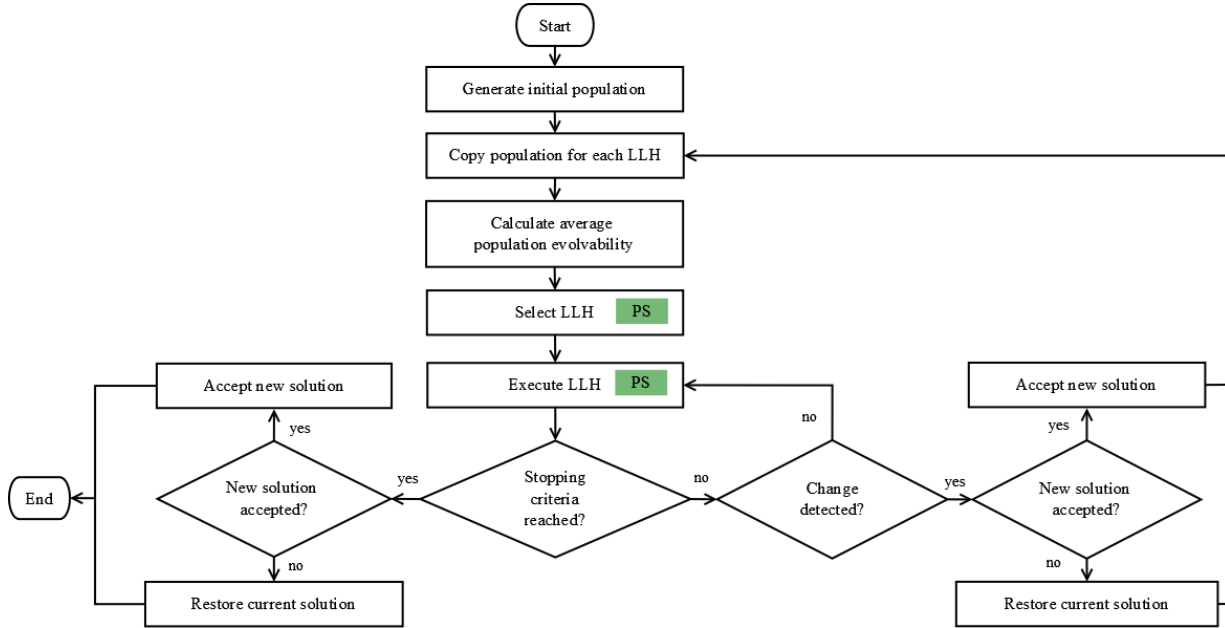 Start
Generate initial population
Copy population for each LLH
Calculate average
population evolvability
Select LLH PS
Execute LLH PS
Accept new solution
Accept new solution
yes
no
yes
End
New solution
accepted?
yes
Stopping
criteria
reached?
no
Change
detected?
yes
New solution
accepted?
no
no
Restore current solution
Restore current solution